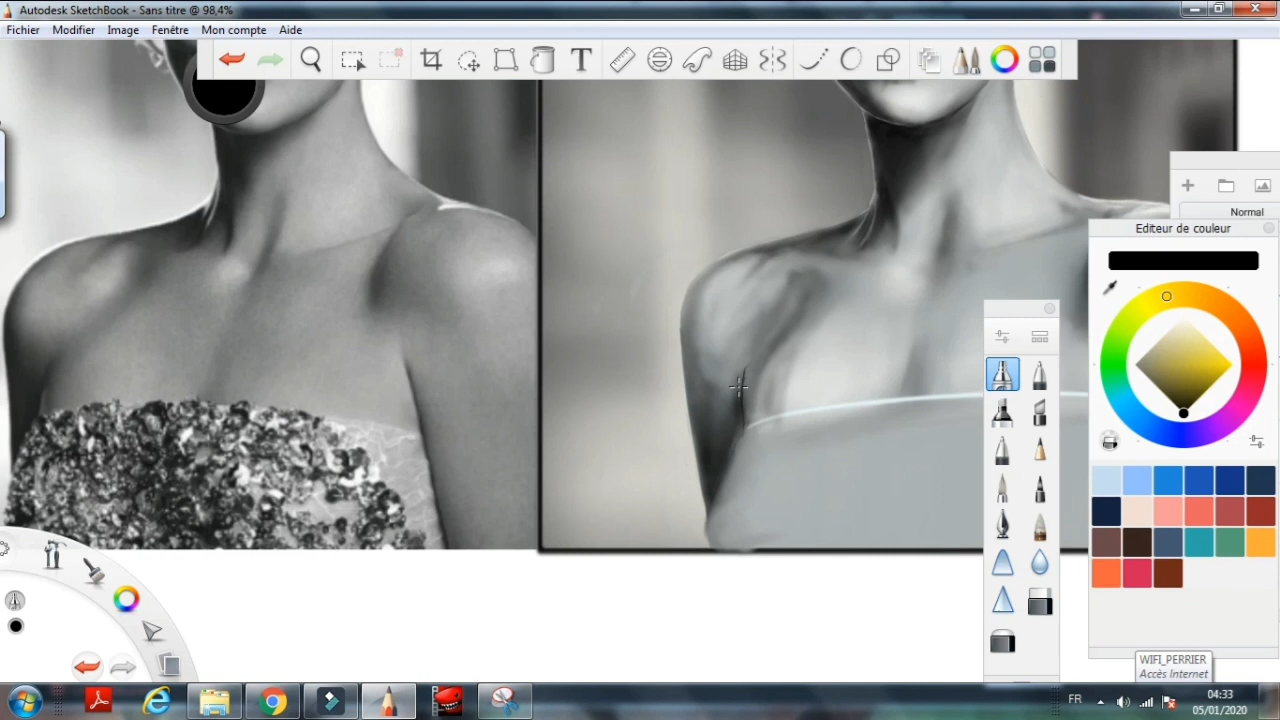 Autodesk SketchBook - Sans titre @ 98,4%
Fichier Modifier Image Fenêtre Mon compte Aide
T
Normal
Editeur de couleur
WIFI_PERRIER
Accès Internet
FR
04:33
05/01/2020